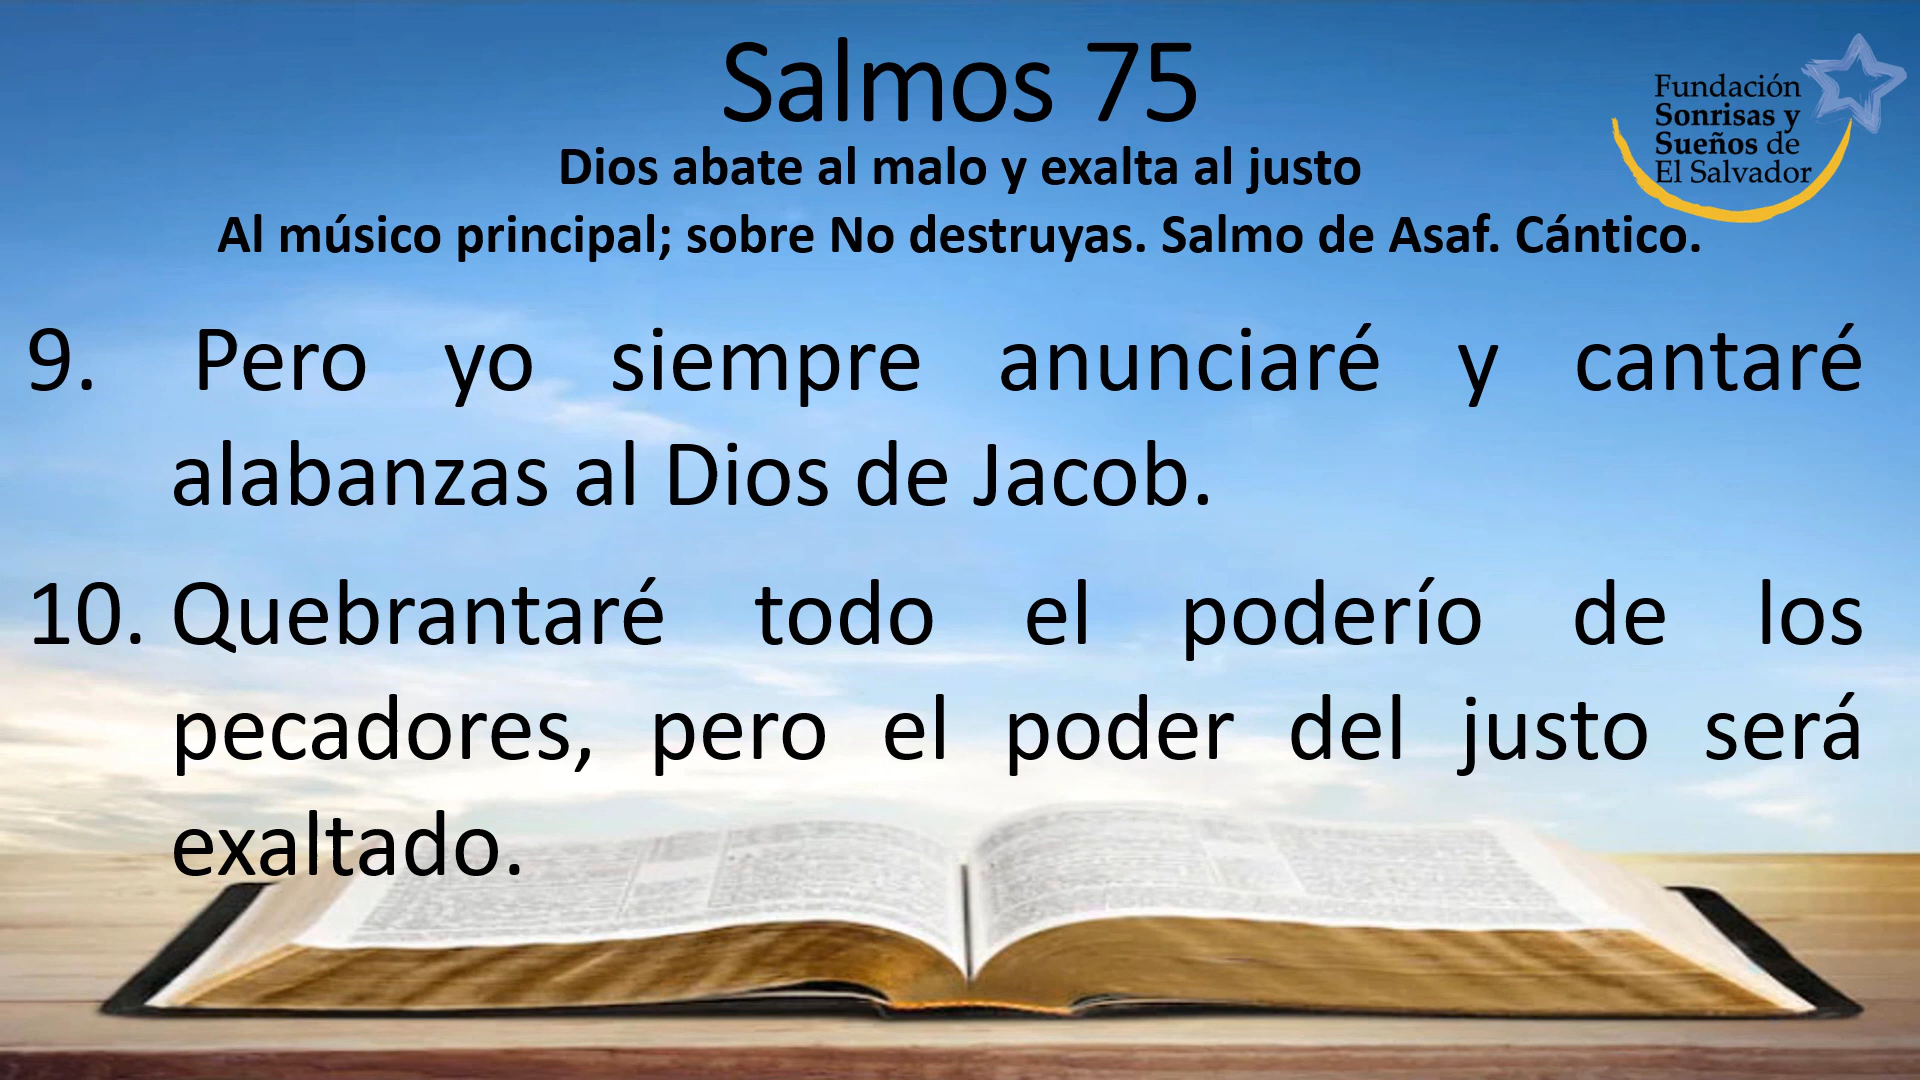 Salmos 75
Dios abate al malo y exalta al justo
Al músico principal; sobre No destruyas. Salmo de Asaf. Cántico.
Fundación
Sonrisas y
Sueños de
El Salvador
9. Pero yo siempre anunciaré y cantaré
alabanzas al Dios de Jacob.
10. Quebrantaré todo el poderío de los
pecadores, pero el poder del justo será
exaltado.